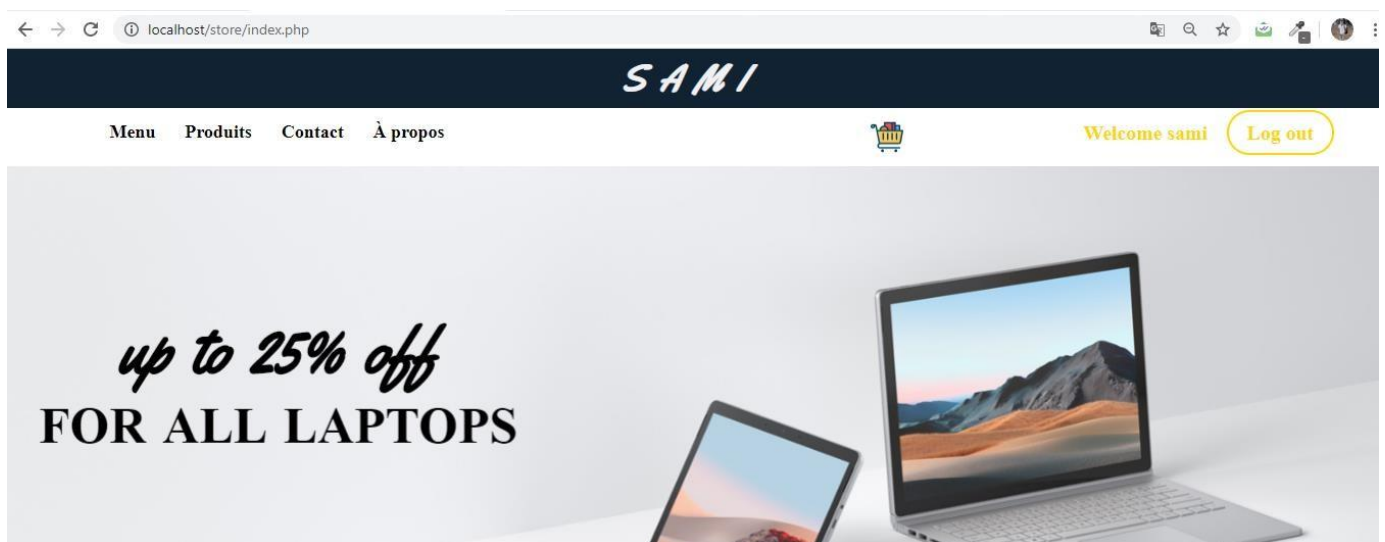 localhost/store/index.php
SAMI
Menu Produits Contact À propos Welcome sami Log out
up to 25% off
FOR ALL LAPTOPS